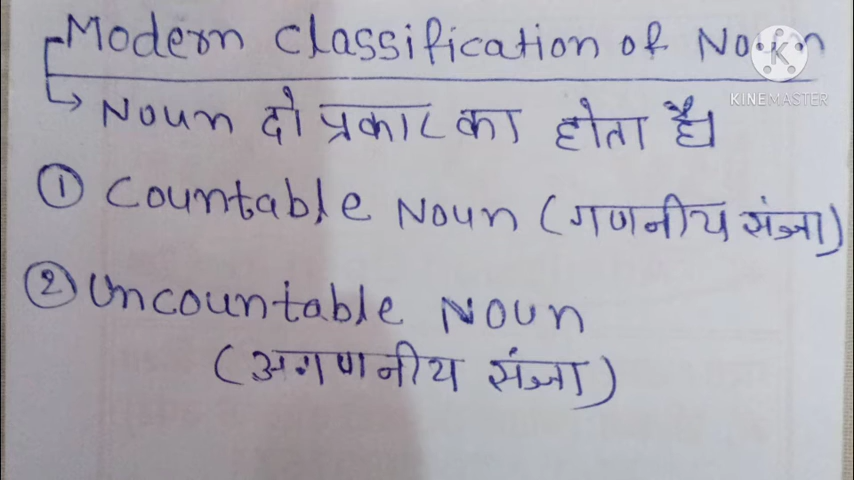 Modern Classification of Noun
KINEMASTER
Noun दो प्रकार का होता है।
① Countable Noun (गणनीय संज्ञा)
② Uncountable Noun
(अगणनीय संज्ञा)